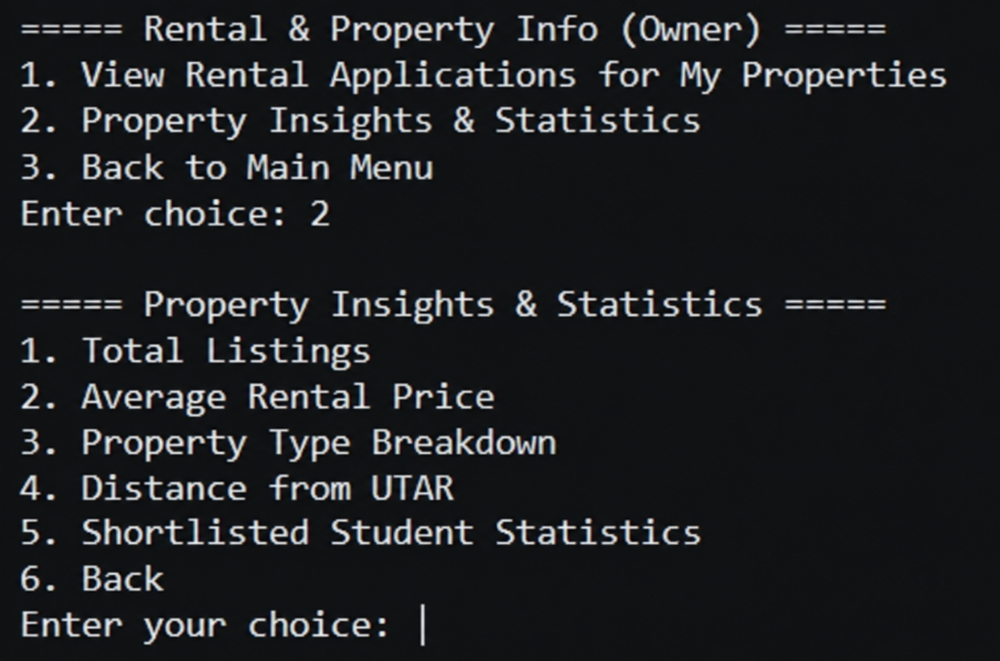 ===== Rental & Property Info (Owner) =====
1. View Rental Applications for My Properties
2. Property Insights & Statistics
3. Back to Main Menu
Enter choice: 2

===== Property Insights & Statistics =====
1. Total Listings
2. Average Rental Price
3. Property Type Breakdown
4. Distance from UTAR
5. Shortlisted Student Statistics
6. Back
Enter your choice: